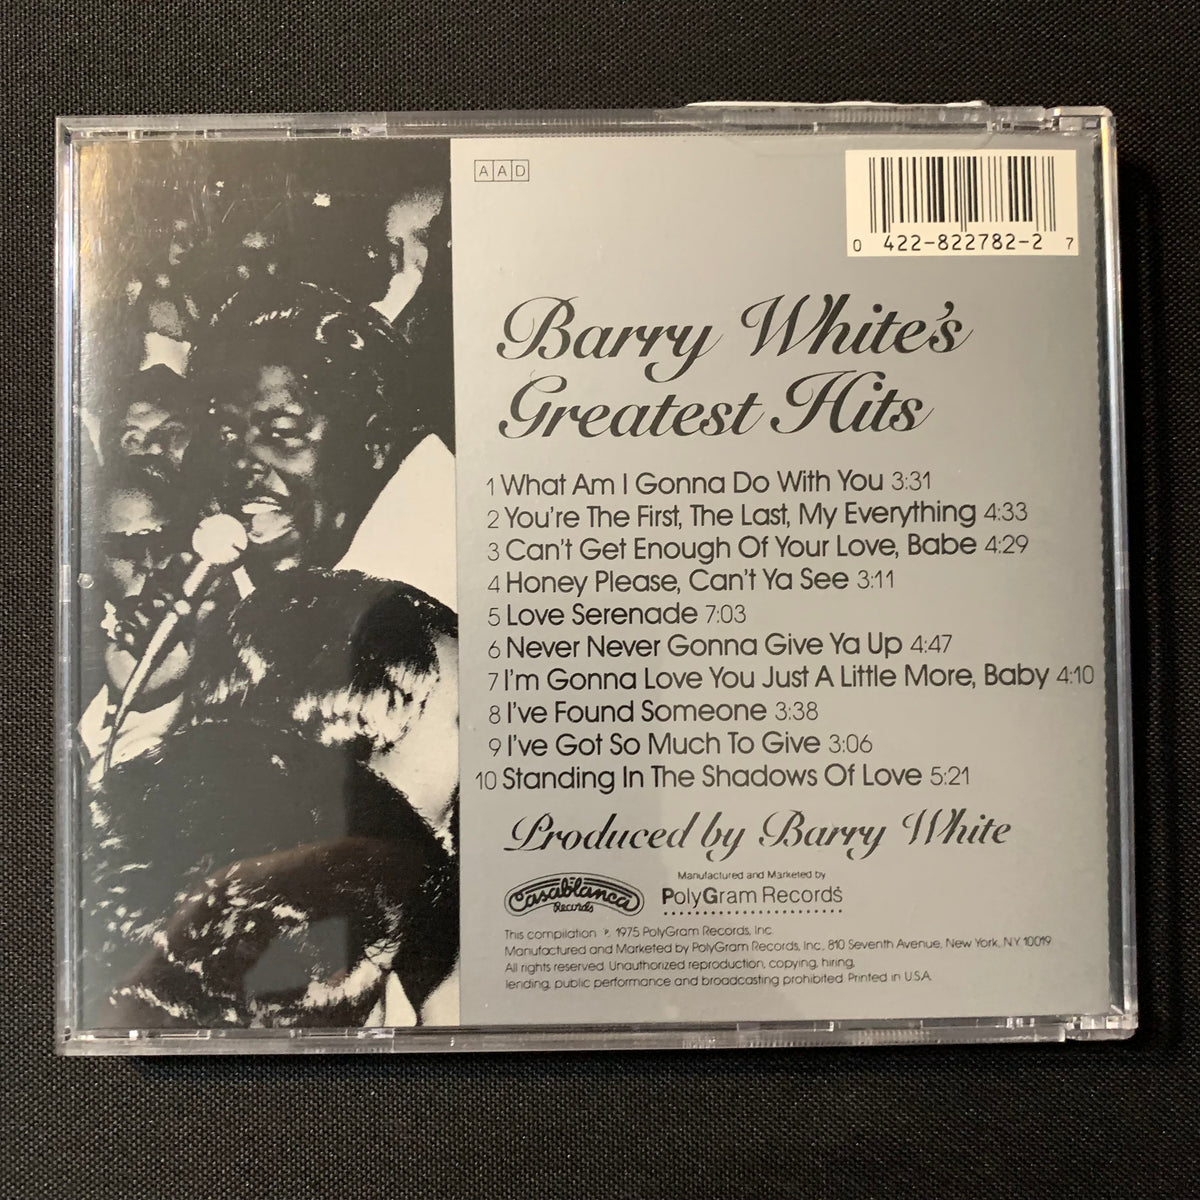 AAD
0 422-822782-2 7
Barry White's
Greatest Hits
1 What Am I Gonna Do With You 3:31
2 You're The First, The Last, My Everything 4:33
3 Can't Get Enough Of Your Love, Babe 4:29
4 Honey Please, Can't Ya See 3:11
5 Love Serenade 7:03
6 Never Never Gonna Give Ya Up 4:47
7 I'm Gonna Love You Just A Little More, Baby 4:10
8 I've Found Someone 3:38
9 I've Got So Much To Give 3:06
10 Standing In The Shadows Of Love 5:21
Produced by Barry White
Casablanca
Records
Manufactured and Marketed by
PolyGram Records
This compilation ℗ 1975 PolyGram Records, Inc.
Manufactured and Marketed by PolyGram Records, Inc., 810 Seventh Avenue, New York, NY 10019
All rights reserved. Unauthorized reproduction, copying, hiring,
lending, public performance and broadcasting prohibited. Printed in U.S.A.